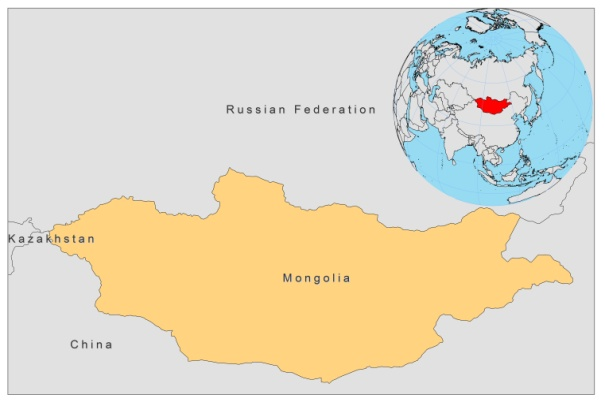 Russian Federation
Kazakhstan
Mongolia
China